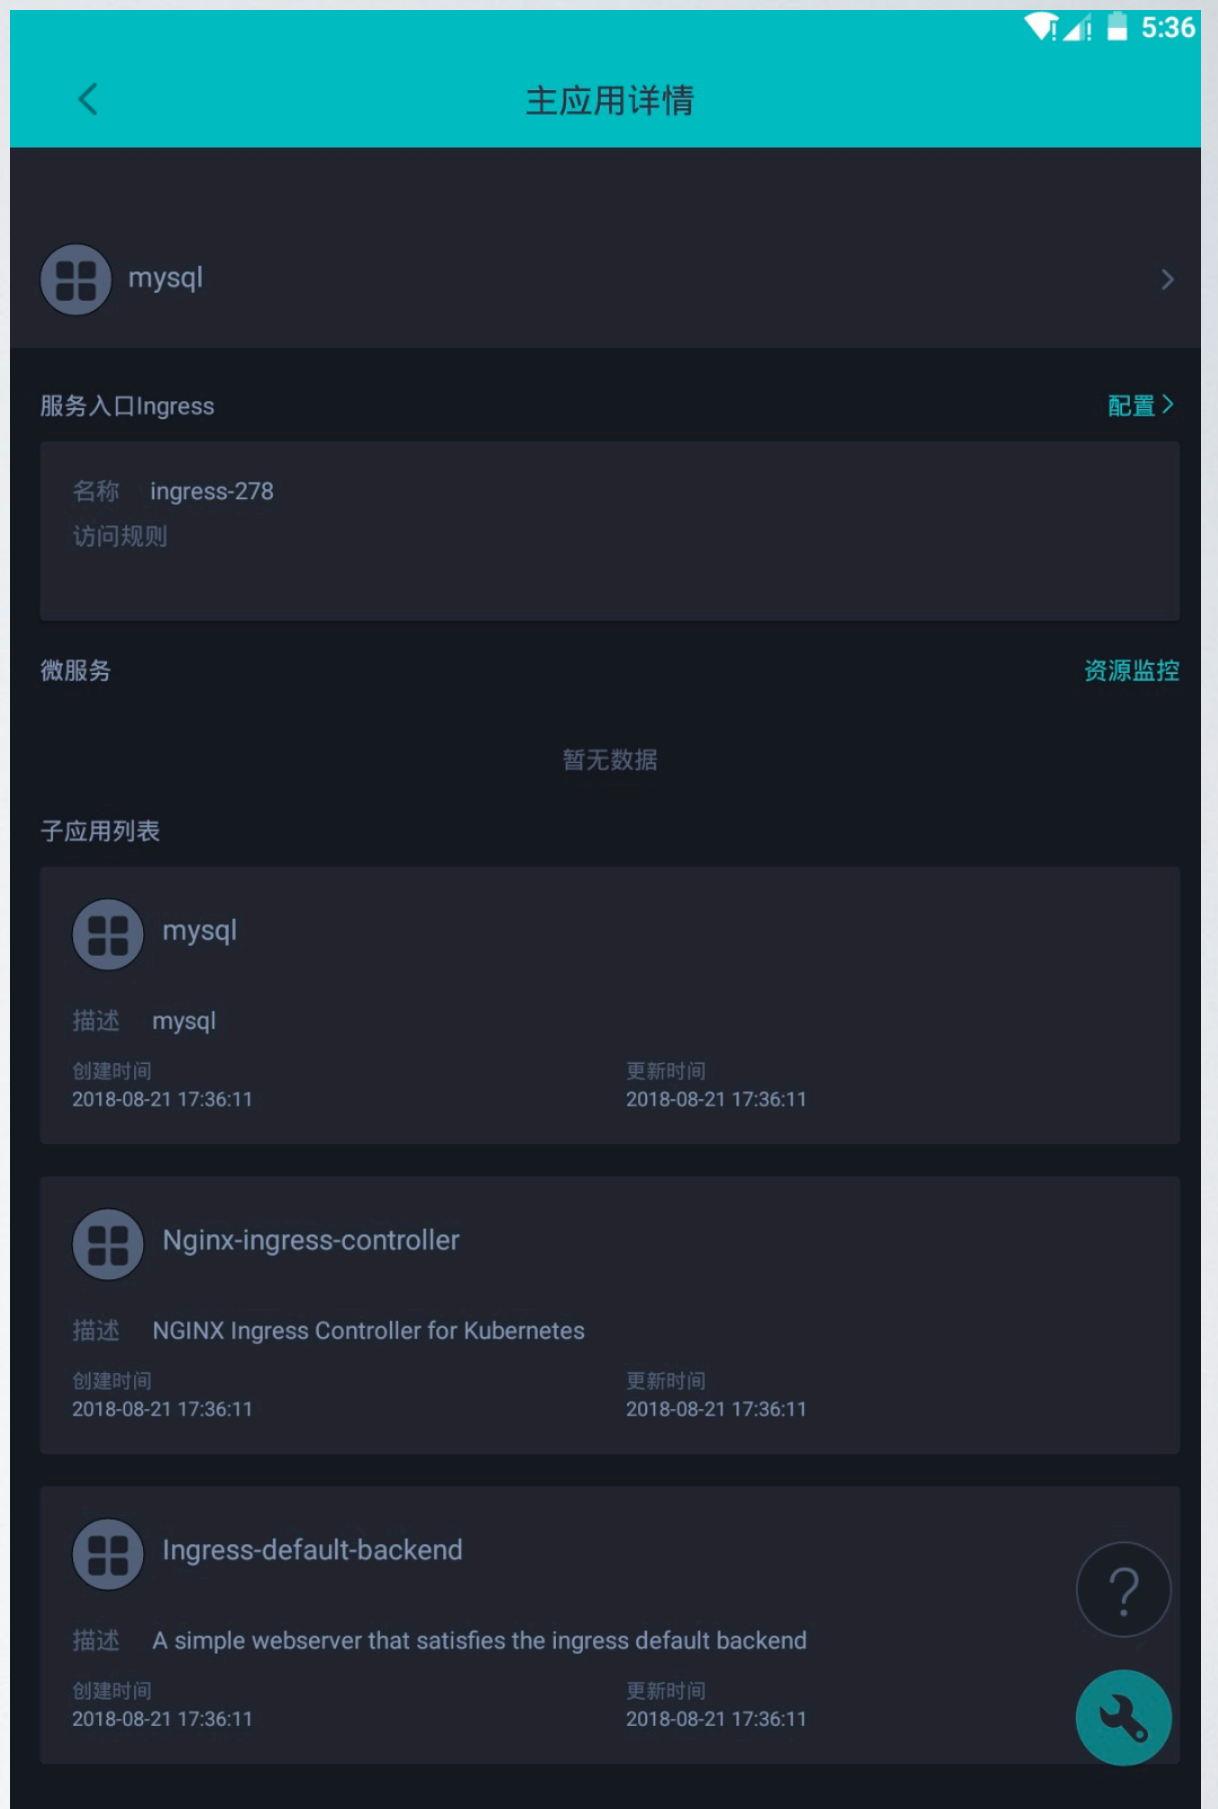 5:36
主应用详情
mysql
服务入口Ingress
配置
名称 ingress-278
访问规则
微服务
资源监控
暂无数据
子应用列表
mysql
描述 mysql
创建时间 更新时间
2018-08-21 17:36:11 2018-08-21 17:36:11
Nginx-ingress-controller
描述 NGINX Ingress Controller for Kubernetes
创建时间 更新时间
2018-08-21 17:36:11 2018-08-21 17:36:11
Ingress-default-backend
描述 A simple webserver that satisfies the ingress default backend
创建时间 更新时间
2018-08-21 17:36:11 2018-08-21 17:36:11